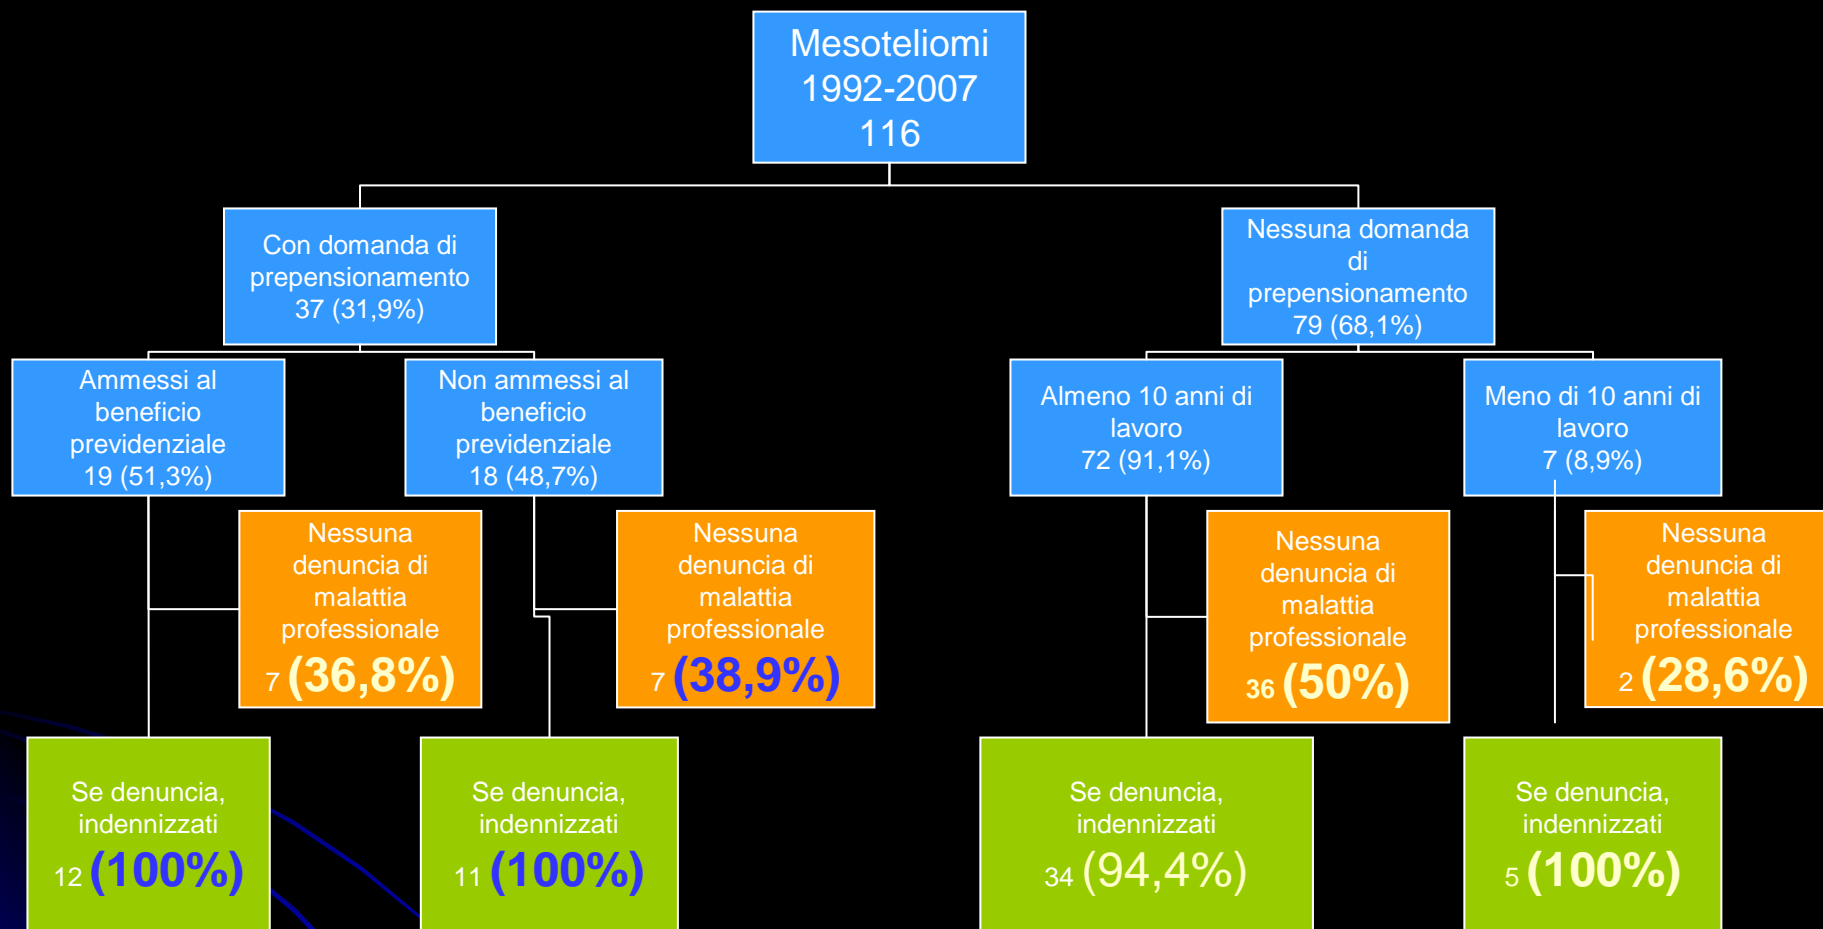 Mesoteliomi
1992-2007
116
Con domanda di
prepensionamento
37 (31,9%)
Nessuna domanda
di
prepensionamento
79 (68,1%)
Ammessi al
beneficio
previdenziale
19 (51,3%)
Non ammessi al
beneficio
previdenziale
18 (48,7%)
Almeno 10 anni di
lavoro
72 (91,1%)
Meno di 10 anni di
lavoro
7 (8,9%)
Nessuna
denuncia di
malattia
professionale
7 (36,8%)
Nessuna
denuncia di
malattia
professionale
7 (38,9%)
Nessuna
denuncia di
malattia
professionale
36 (50%)
Nessuna
denuncia di
malattia
professionale
2 (28,6%)
Se denuncia,
indennizzati
12 (100%)
Se denuncia,
indennizzati
11 (100%)
Se denuncia,
indennizzati
34 (94,4%)
Se denuncia,
indennizzati
5 (100%)